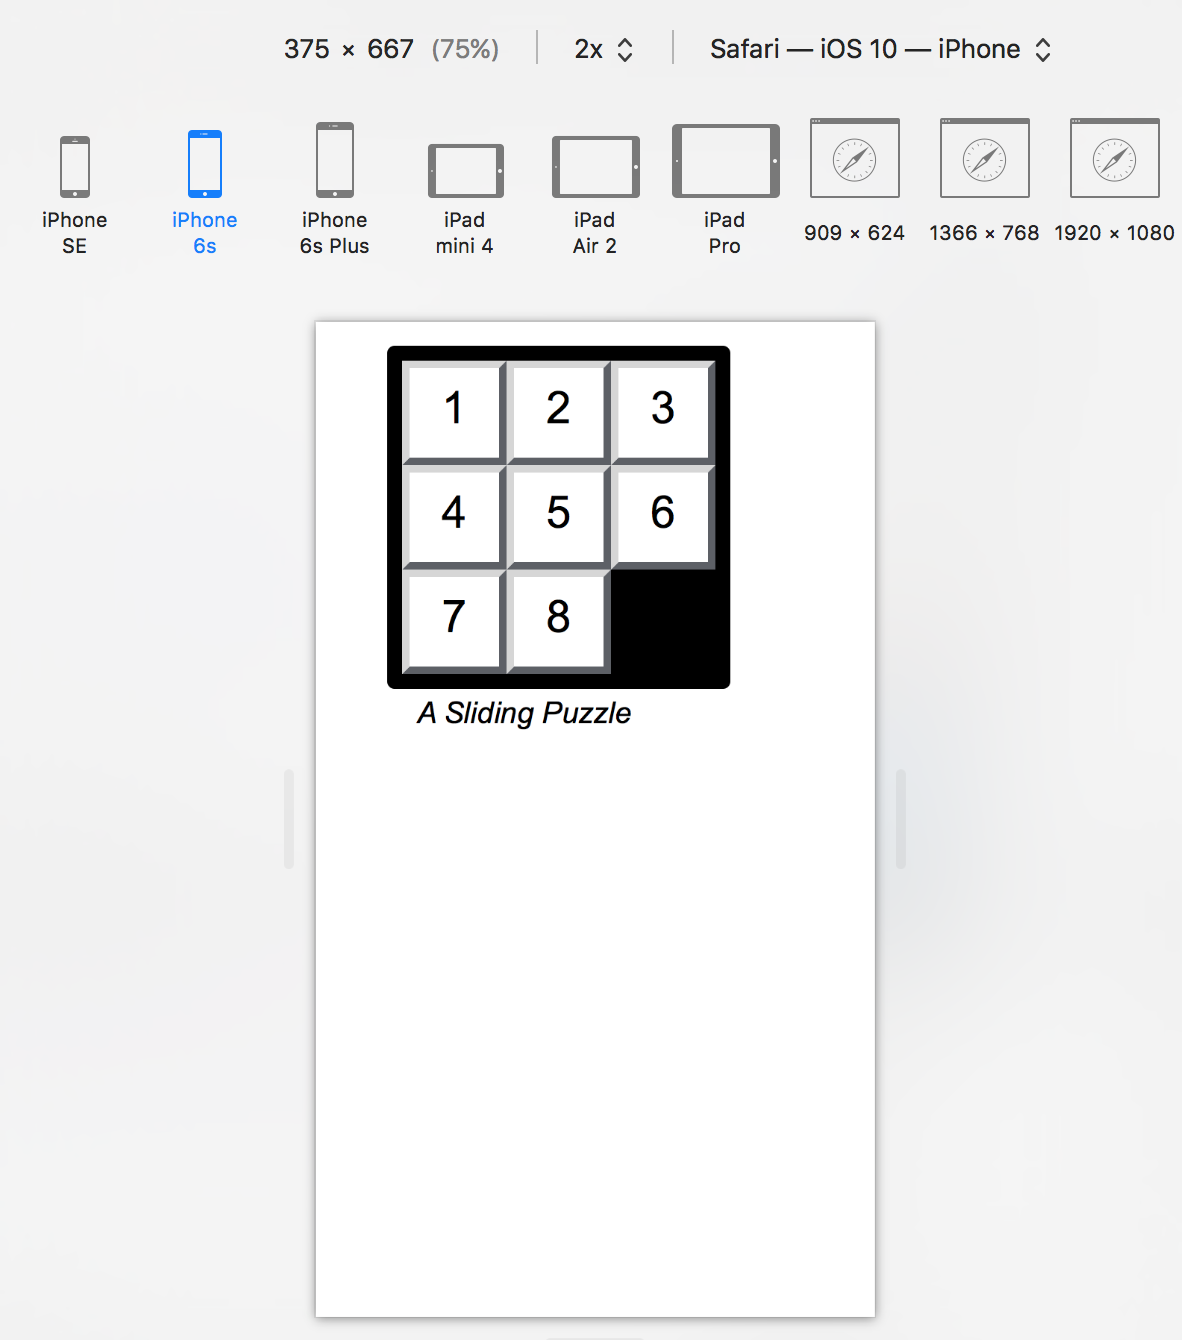 375 × 667 (75%) 2x Safari — iOS 10 — iPhone
iPhone SE
iPhone 6s
iPhone 6s Plus
iPad mini 4
iPad Air 2
iPad Pro
909 × 624
1366 × 768
1920 × 1080
1 2 3
4 5 6
7 8
A Sliding Puzzle